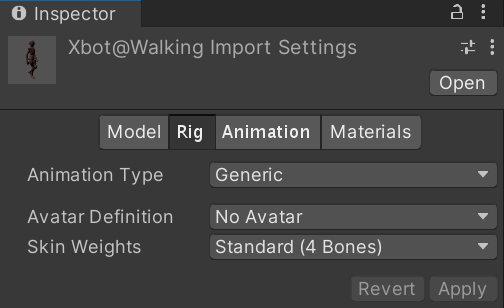 Inspector
Xbot@Walking Import Settings
Open
Model Rig Animation Materials
Animation Type Generic
Avatar Definition No Avatar
Skin Weights Standard (4 Bones)
Revert Apply